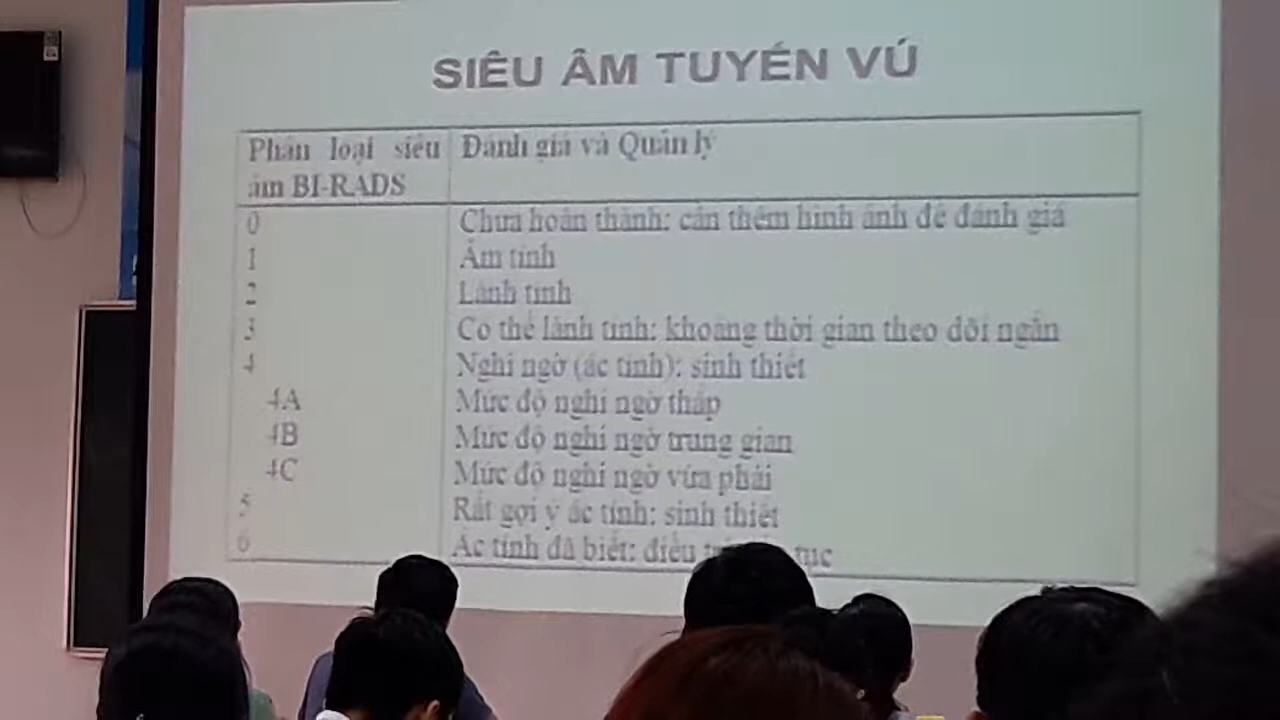 SIÊU ÂM TUYẾN VÚ
Phân loại siêu âm BI-RADS
Đánh giá và Quản lý
0 Chưa hoàn thành: cần thêm hình ảnh để đánh giá
1 Âm tính
2 Lành tính
3 Có thể lành tính: khoảng thời gian theo dõi ngắn
4 Nghi ngờ (ác tính): sinh thiết
4A Mức độ nghi ngờ thấp
4B Mức độ nghi ngờ trung gian
4C Mức độ nghi ngờ vừa phải
5 Rất gợi ý ác tính: sinh thiết
6 Ác tính đã biết: điều tục